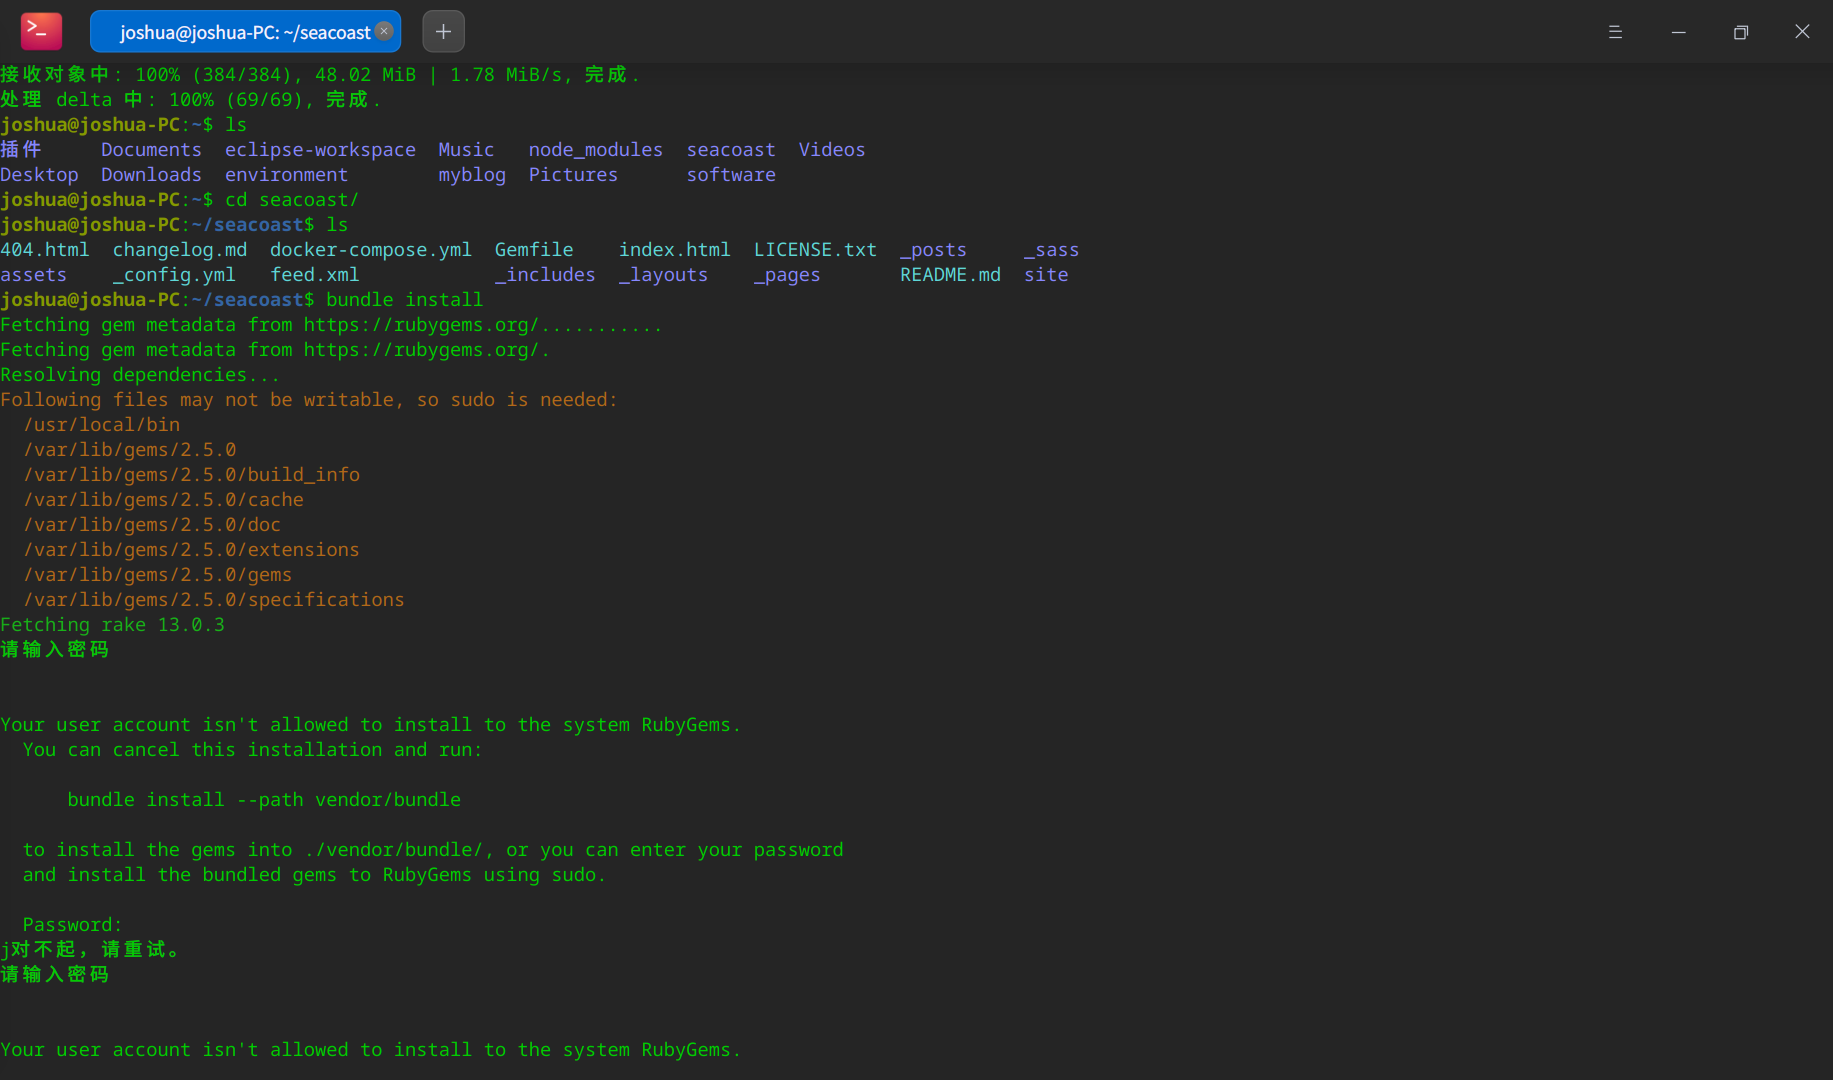 joshua@joshua-PC: ~/seacoast
接收对象中: 100% (384/384), 48.02 MiB | 1.78 MiB/s, 完成.
处理 delta 中: 100% (69/69), 完成.
joshua@joshua-PC:~$ ls
插件 Documents eclipse-workspace Music node_modules seacoast Videos
Desktop Downloads environment myblog Pictures software
joshua@joshua-PC:~$ cd seacoast/
joshua@joshua-PC:~/seacoast$ ls
404.html changelog.md docker-compose.yml Gemfile index.html LICENSE.txt _posts _sass
assets _config.yml feed.xml _includes _layouts _pages README.md site
joshua@joshua-PC:~/seacoast$ bundle install
Fetching gem metadata from https://rubygems.org/...........
Fetching gem metadata from https://rubygems.org/.
Resolving dependencies...
Following files may not be writable, so sudo is needed:
/usr/local/bin
/var/lib/gems/2.5.0
/var/lib/gems/2.5.0/build_info
/var/lib/gems/2.5.0/cache
/var/lib/gems/2.5.0/doc
/var/lib/gems/2.5.0/extensions
/var/lib/gems/2.5.0/gems
/var/lib/gems/2.5.0/specifications
Fetching rake 13.0.3
请输入密码
Your user account isn't allowed to install to the system RubyGems.
You can cancel this installation and run:
bundle install --path vendor/bundle
to install the gems into ./vendor/bundle/, or you can enter your password
and install the bundled gems to RubyGems using sudo.
Password:
j对不起，请重试。
请输入密码
Your user account isn't allowed to install to the system RubyGems.